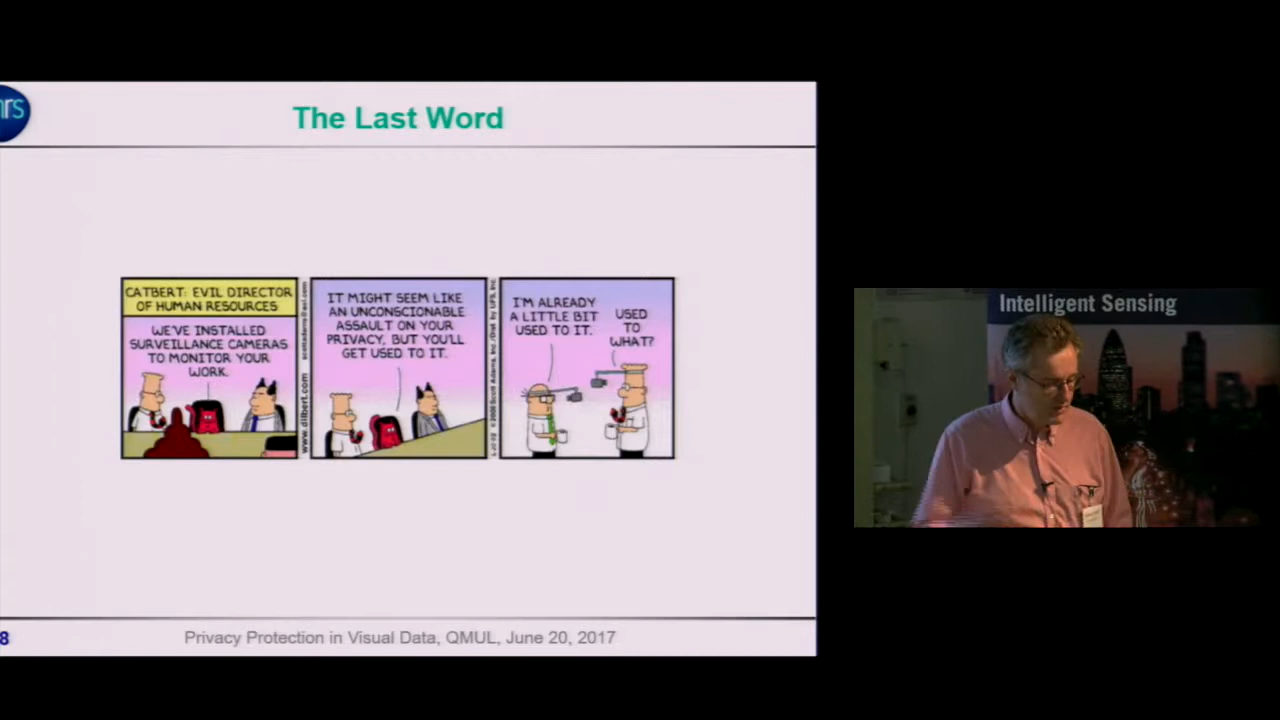 The Last Word
CATBERT: EVIL DIRECTOR
OF HUMAN RESOURCES
WE'VE INSTALLED
SURVEILLANCE CAMERAS
TO MONITOR YOUR
WORK.
www.dilbert.com
IT MIGHT SEEM LIKE
AN UNCONSCIONABLE
ASSAULT ON YOUR
PRIVACY, BUT YOU'LL
GET USED TO IT.
I'M ALREADY
A LITTLE BIT
USED TO IT.
USED
TO
WHAT?
8
Privacy Protection in Visual Data, QMUL, June 20, 2017
Intelligent Sensing